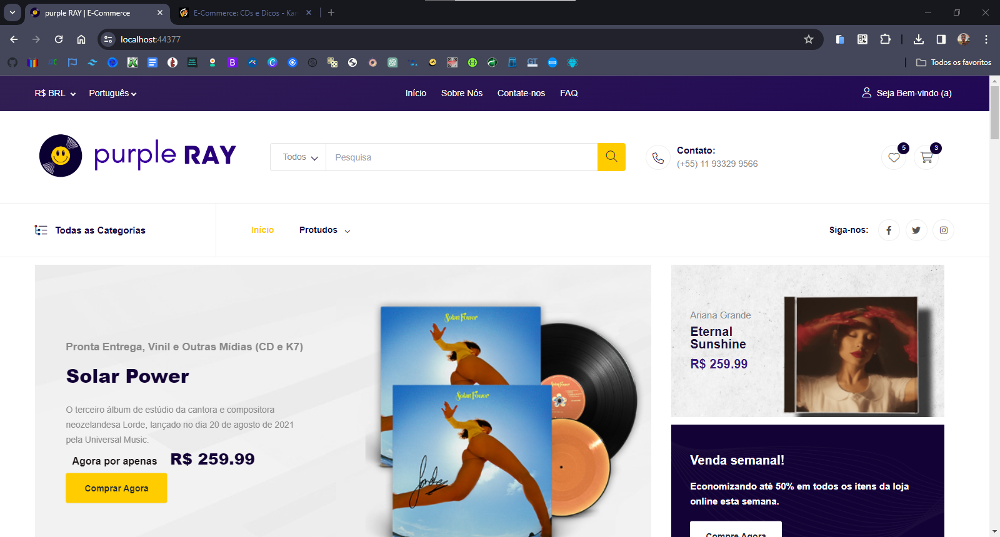 purple RAY | E-Commerce
E-Commerce: CDs e Dicos - Kan
localhost:44377
Todos os favoritos
R$ BRL
Português
Início
Sobre Nós
Contate-nos
FAQ
Seja Bem-vindo (a)
purple RAY
Todos
Pesquisa
Contato:
(+55) 11 93329 9566
5
3
Todas as Categorias
Início
Protudos
Siga-nos:
Pronta Entrega, Vinil e Outras Mídias (CD e K7)
Solar Power
O terceiro álbum de estúdio da cantora e compositora
neozelandesa Lorde, lançado no dia 20 de agosto de 2021
pela Universal Music.
Agora por apenas R$ 259.99
Comprar Agora
Solar Power
Solar Power
Lorde
Ariana Grande
Eternal
Sunshine
R$ 259.99
Venda semanal!
Economizando até 50% em todos os itens da loja
online esta semana.
Compre Agora